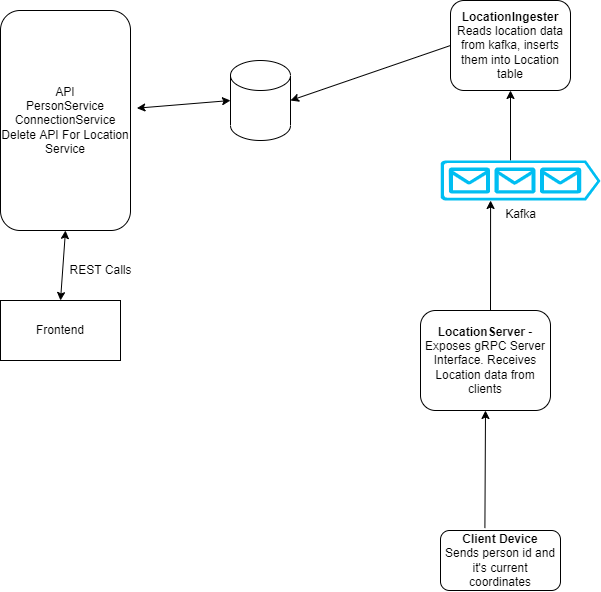 API
PersonService
ConnectionService
Delete API For Location
Service
REST Calls
Frontend
LocationIngester
Reads location data
from kafka, inserts
them into Location
table
Kafka
LocationServer -
Exposes gRPC Server
Interface. Receives
Location data from
clients
Client Device
Sends person id and
it's current
coordinates